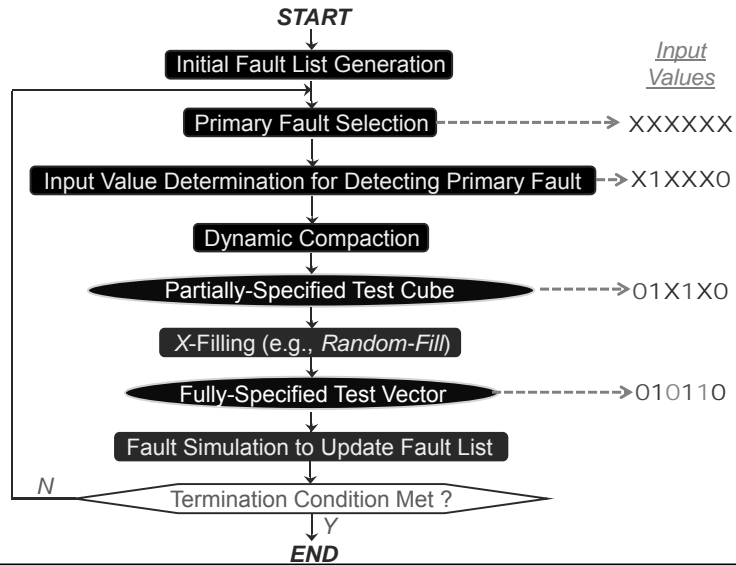 START
Initial Fault List Generation
Input
Values
Primary Fault Selection
XXXXXX
Input Value Determination for Detecting Primary Fault
X1XXX0
Dynamic Compaction
Partially-Specified Test Cube
01X1X0
X-Filling (e.g., Random-Fill)
Fully-Specified Test Vector
010110
Fault Simulation to Update Fault List
N
Termination Condition Met ?
Y
END